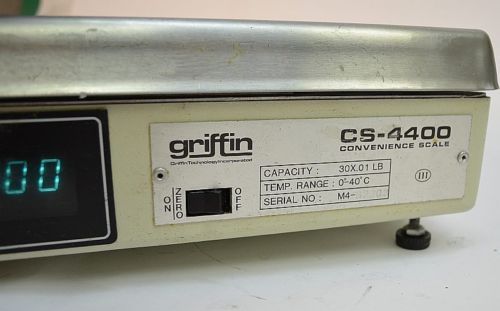 griffin
Griffin Technology Incorporated
CS-4400
CONVENIENCE SCALE
CAPACITY : 30X.01 LB
TEMP. RANGE : 0°-40°C
SERIAL NO : M4-
III
ON
ZERO
OFF
00